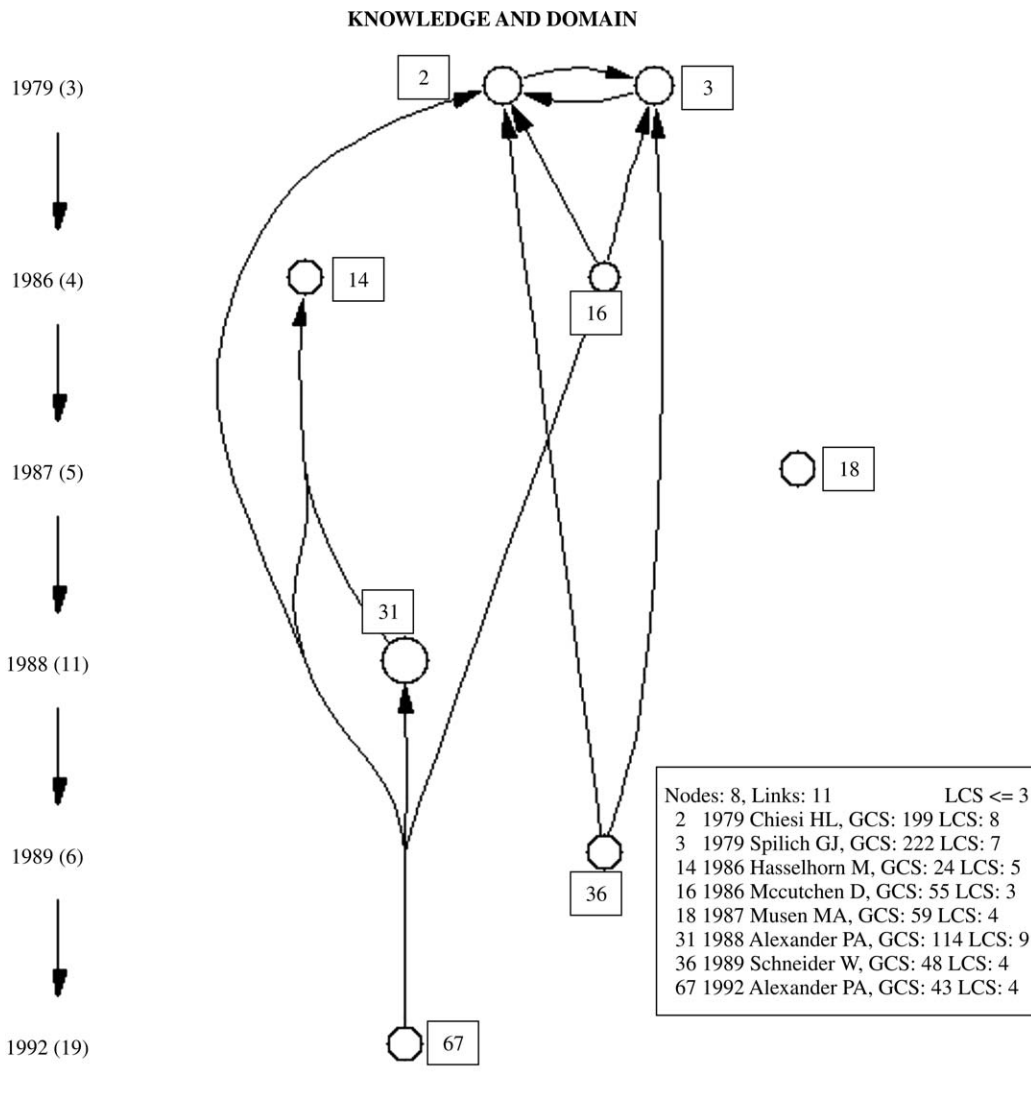 KNOWLEDGE AND DOMAIN
1979 (3)
2
3
1986 (4)
14
16
1987 (5)
18
31
1988 (11)
1989 (6)
36
1992 (19)
67
Nodes: 8, Links: 11 LCS <= 3
2 1979 Chiesi HL, GCS: 199 LCS: 8
3 1979 Spilich GJ, GCS: 222 LCS: 7
14 1986 Hasselhorn M, GCS: 24 LCS: 5
16 1986 Mccutchen D, GCS: 55 LCS: 3
18 1987 Musen MA, GCS: 59 LCS: 4
31 1988 Alexander PA, GCS: 114 LCS: 9
36 1989 Schneider W, GCS: 48 LCS: 4
67 1992 Alexander PA, GCS: 43 LCS: 4